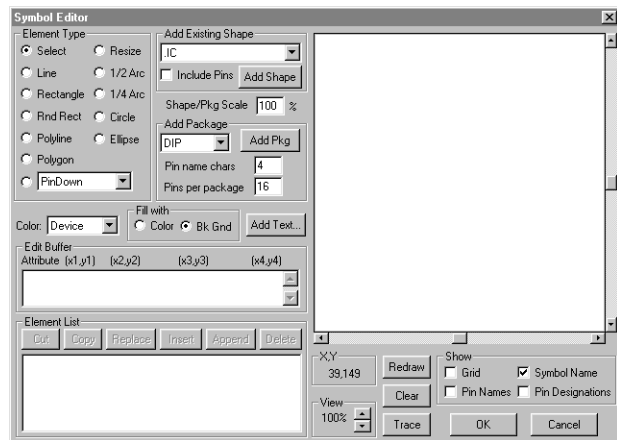 Symbol Editor
Element Type
Select
Resize
Line
1/2 Arc
Rectangle
1/4 Arc
Rnd Rect
Circle
Polyline
Ellipse
Polygon
PinDown
Add Existing Shape
.IC
Include Pins
Add Shape
Shape/Pkg Scale 100 %
Add Package
DIP
Add Pkg
Pin name chars 4
Pins per package 16
Color: Device
Fill with
Color
Bk Gnd
Add Text...
Edit Buffer
Attribute (x1,y1) (x2,y2) (x3,y3) (x4,y4)
Element List
Cut
Copy
Replace
Insert
Append
Delete
X,Y
39,149
View
100%
Redraw
Clear
Trace
Show
Grid
Symbol Name
Pin Names
Pin Designations
OK
Cancel